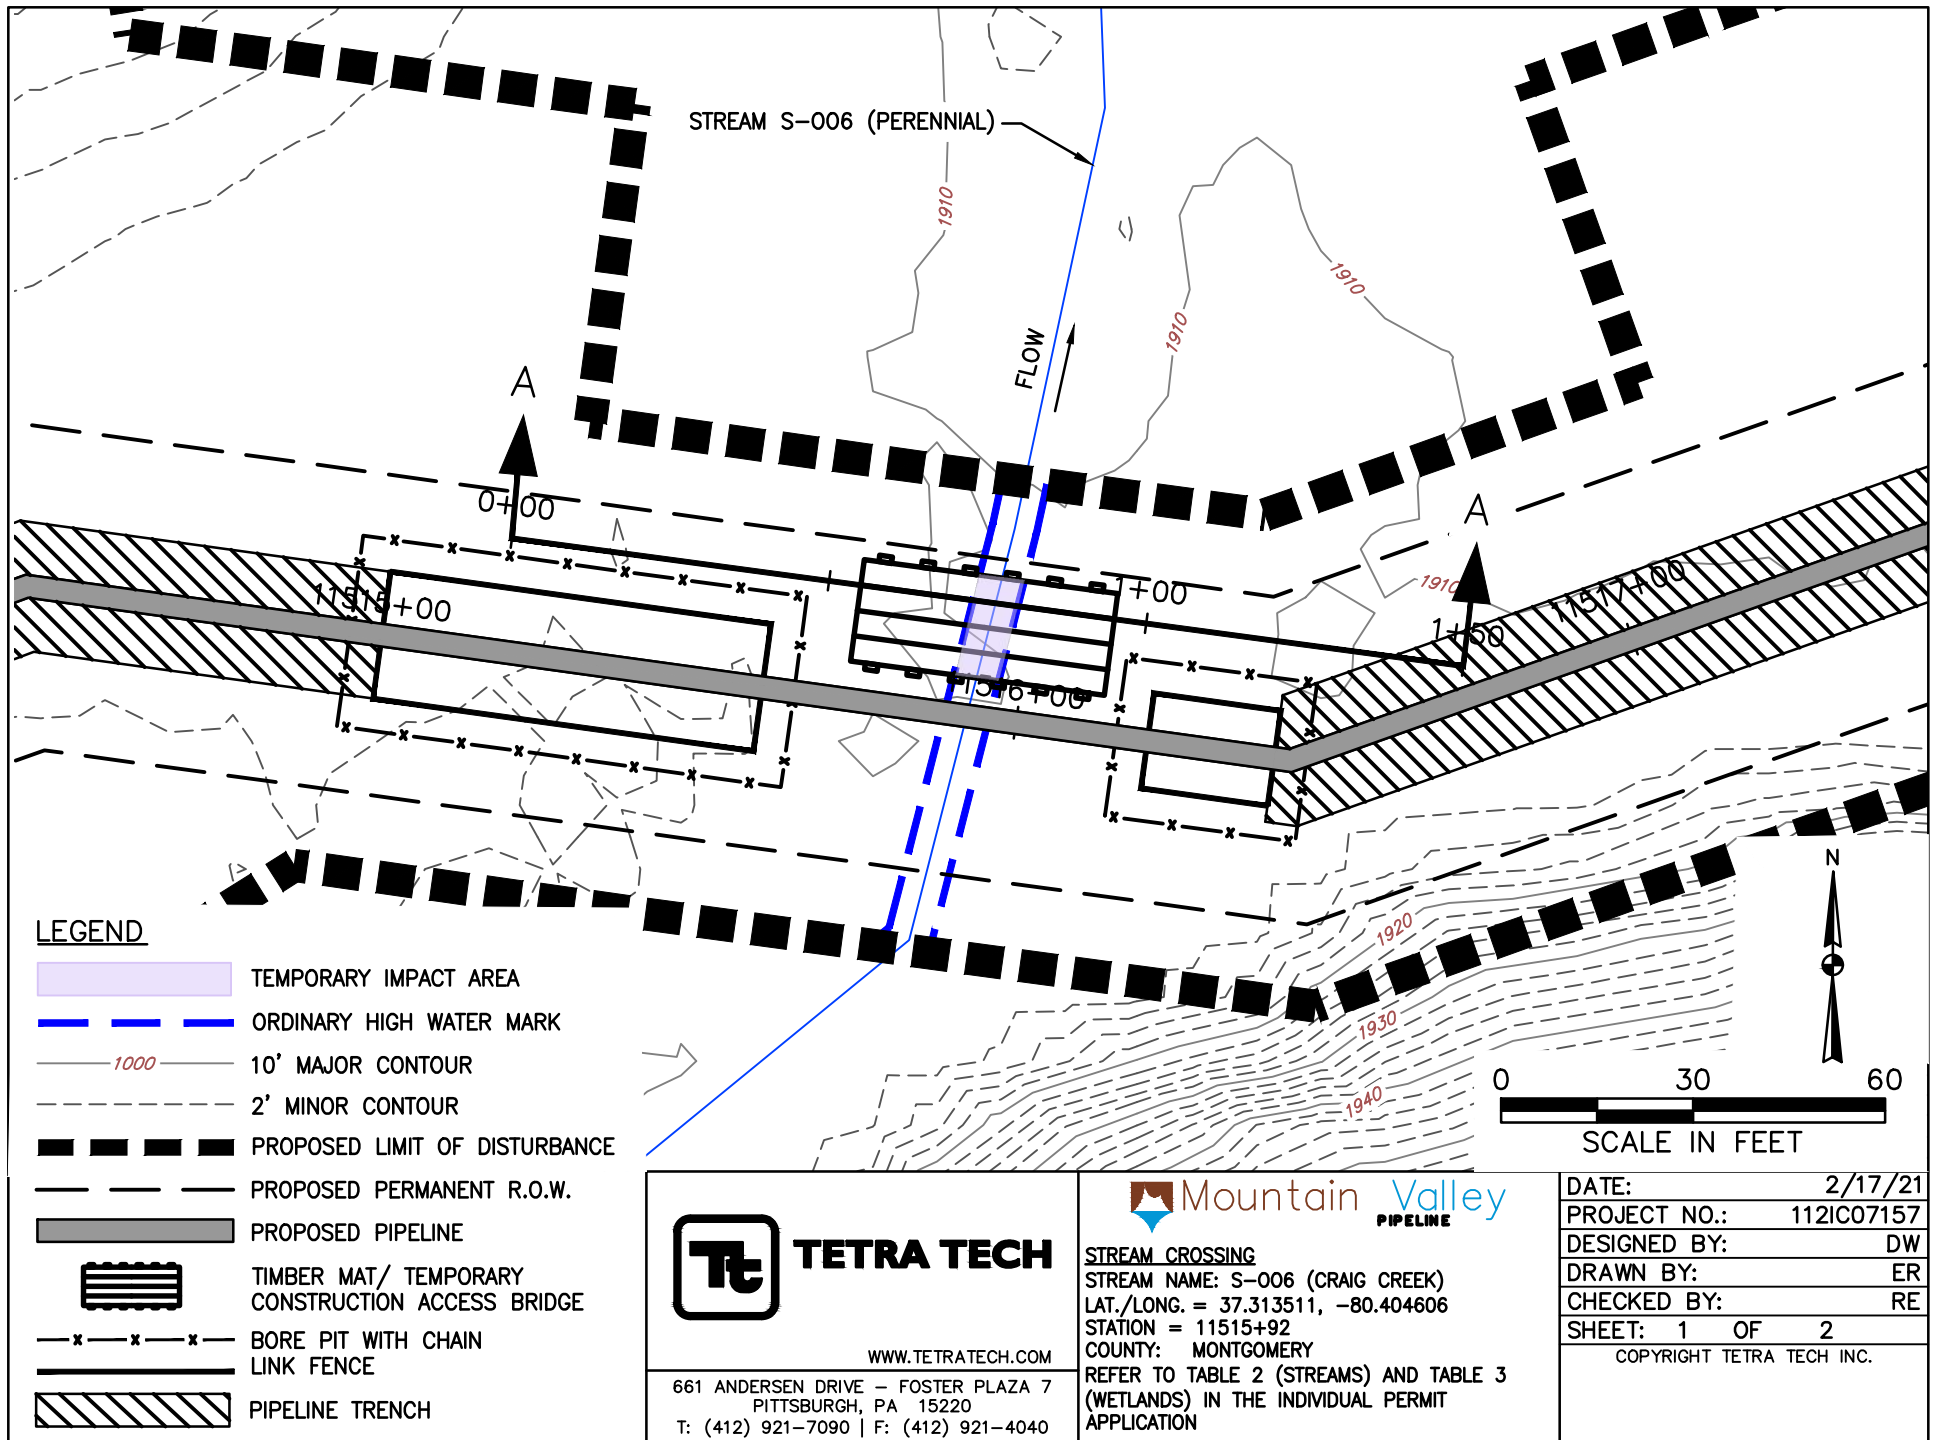 STREAM S-006 (PERENNIAL)
1910
1910
1910
FLOW
A
A
0+00
1+00
1910
1+50
11515+00
11516+00
11517+00
1920
1930
1940
N
0 30 60
SCALE IN FEET
LEGEND
TEMPORARY IMPACT AREA
ORDINARY HIGH WATER MARK
1000
10' MAJOR CONTOUR
2' MINOR CONTOUR
PROPOSED LIMIT OF DISTURBANCE
PROPOSED PERMANENT R.O.W.
PROPOSED PIPELINE
TIMBER MAT/ TEMPORARY
CONSTRUCTION ACCESS BRIDGE
BORE PIT WITH CHAIN
LINK FENCE
PIPELINE TRENCH
Tt
TETRA TECH
WWW.TETRATECH.COM
661 ANDERSEN DRIVE – FOSTER PLAZA 7
PITTSBURGH, PA 15220
T: (412) 921-7090 | F: (412) 921-4040
Mountain Valley
PIPELINE
STREAM CROSSING
STREAM NAME: S-006 (CRAIG CREEK)
LAT./LONG. = 37.313511, -80.404606
STATION = 11515+92
COUNTY: MONTGOMERY
REFER TO TABLE 2 (STREAMS) AND TABLE 3
(WETLANDS) IN THE INDIVIDUAL PERMIT
APPLICATION
DATE: 2/17/21
PROJECT NO.: 112IC07157
DESIGNED BY: DW
DRAWN BY: ER
CHECKED BY: RE
SHEET: 1 OF 2
COPYRIGHT TETRA TECH INC.